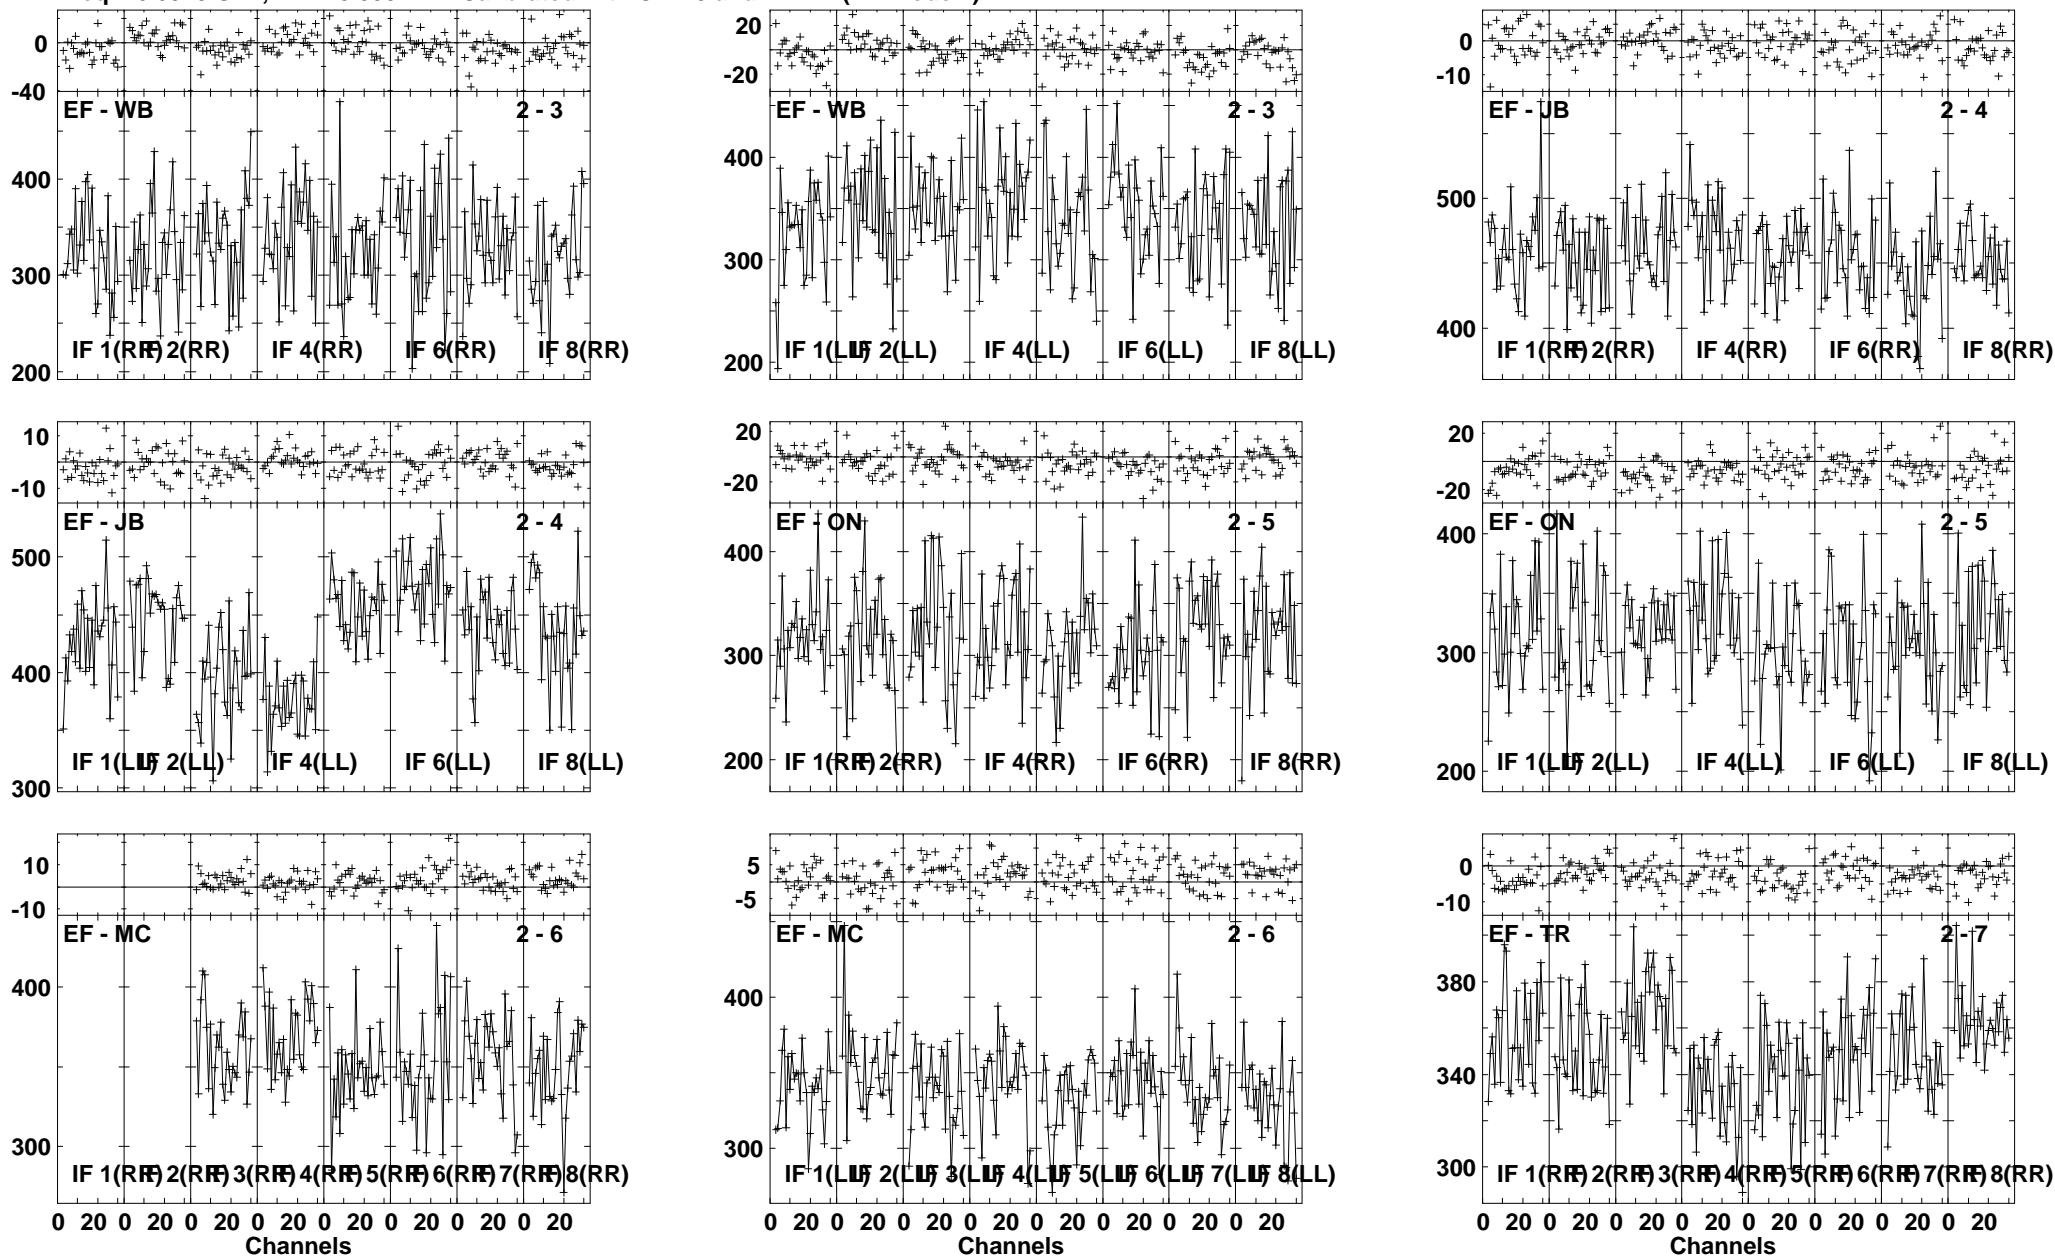 0
-40
EF - WB 2 - 3
400
300
200
IF 1(RR) IF 2(RR) IF 4(RR) IF 6(RR) IF 8(RR)
20
0
-20
EF - WB 2 - 3
400
300
200
IF 1(LL) IF 2(LL) IF 4(LL) IF 6(LL) IF 8(LL)
0
-10
EF - JB 2 - 4
500
400
IF 1(RR) IF 2(RR) IF 4(RR) IF 6(RR) IF 8(RR)
10
-10
EF - JB 2 - 4
500
400
300
IF 1(LL) IF 2(LL) IF 4(LL) IF 6(LL) IF 8(LL)
20
-20
EF - ON 2 - 5
400
300
200
IF 1(RR) IF 2(RR) IF 4(RR) IF 6(RR) IF 8(RR)
20
-20
EF - ON 2 - 5
400
300
200
IF 1(LL) IF 2(LL) IF 4(LL) IF 6(LL) IF 8(LL)
10
-10
EF - MC 2 - 6
400
300
IF 1(RR) IF 2(RR) IF 3(RR) IF 4(RR) IF 5(RR) IF 6(RR) IF 7(RR) IF 8(RR)
0 20 0 20 0 20 0 20 0 20 0 20 0 20 0 20
Channels
5
-5
EF - MC 2 - 6
400
300
IF 1(LL) IF 2(LL) IF 3(LL) IF 4(LL) IF 5(LL) IF 6(LL) IF 7(LL) IF 8(LL)
0 20 0 20 0 20 0 20 0 20 0 20 0 20 0 20
Channels
0
-10
EF - TR 2 - 7
380
340
300
IF 1(RR) IF 2(RR) IF 3(RR) IF 4(RR) IF 5(RR) IF 6(RR) IF 7(RR) IF 8(RR)
0 20 0 20 0 20 0 20 0 20 0 20 0 20 0 20
Channels